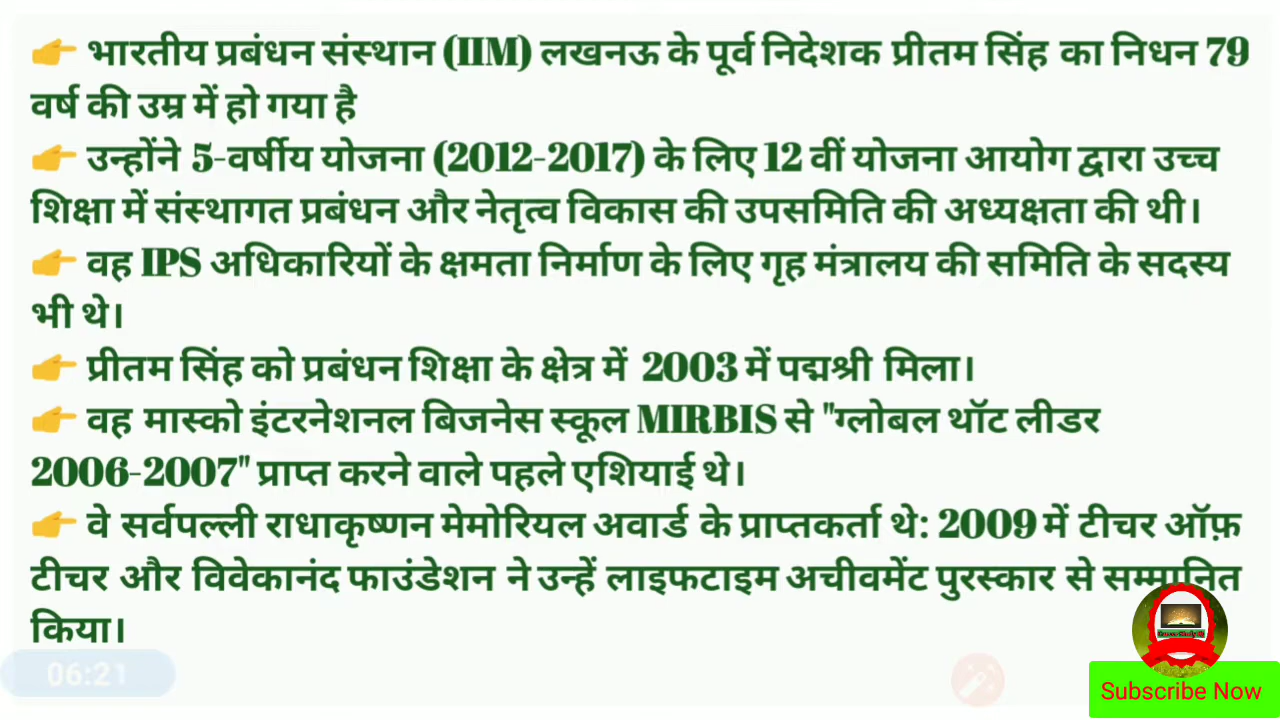 👉 भारतीय प्रबंधन संस्थान (IIM) लखनऊ के पूर्व निदेशक प्रीतम सिंह का निधन 79
वर्ष की उम्र में हो गया है
👉 उन्होंने 5-वर्षीय योजना (2012-2017) के लिए 12 वीं योजना आयोग द्वारा उच्च
शिक्षा में संस्थागत प्रबंधन और नेतृत्व विकास की उपसमिति की अध्यक्षता की थी।
👉 वह IPS अधिकारियों के क्षमता निर्माण के लिए गृह मंत्रालय की समिति के सदस्य
भी थे।
👉 प्रीतम सिंह को प्रबंधन शिक्षा के क्षेत्र में 2003 में पद्मश्री मिला।
👉 वह मास्को इंटरनेशनल बिजनेस स्कूल MIRBIS से "ग्लोबल थॉट लीडर
2006-2007" प्राप्त करने वाले पहले एशियाई थे।
👉 वे सर्वपल्ली राधाकृष्णन मेमोरियल अवार्ड के प्राप्तकर्ता थे: 2009 में टीचर ऑफ़
टीचर और विवेकानंद फाउंडेशन ने उन्हें लाइफटाइम अचीवमेंट पुरस्कार से सम्मानित
किया।
06:21
Subscribe Now